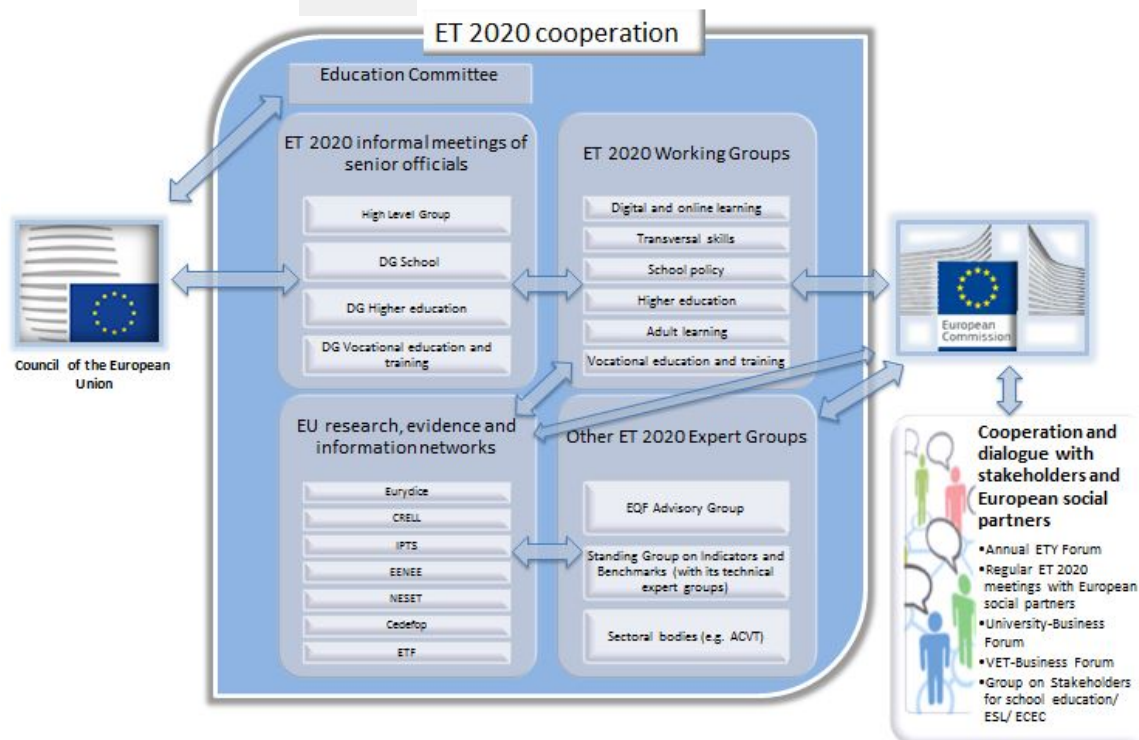 ET 2020 cooperation
Education Committee
ET 2020 informal meetings of
senior officials
High Level Group
DG School
DG Higher education
DG Vocational education and
training
ET 2020 Working Groups
Digital and online learning
Transversal skills
School policy
Higher education
Adult learning
Vocational education and training
Council of the European
Union
European
Commission
EU research, evidence and
information networks
Eurydice
CRELL
IPTS
EENEE
NESET
Cedefop
ETF
Other ET 2020 Expert Groups
EQF Advisory Group
Standing Group on Indicators and
Benchmarks (with its technical
expert groups)
Sectoral bodies (e.g. ACVT)
Cooperation and
dialogue with
stakeholders and
European social
partners
•Annual ETY Forum
•Regular ET 2020
meetings with European
social partners
•University-Business
Forum
•VET-Business Forum
•Group on Stakeholders
for school education/
ESL/ ECEC